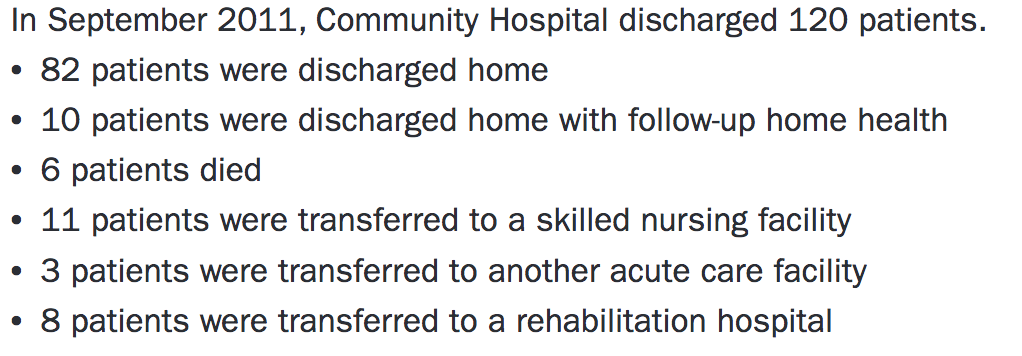 In September 2011, Community Hospital discharged 120 patients.
• 82 patients were discharged home
• 10 patients were discharged home with follow-up home health
• 6 patients died
• 11 patients were transferred to a skilled nursing facility
• 3 patients were transferred to another acute care facility
• 8 patients were transferred to a rehabilitation hospital